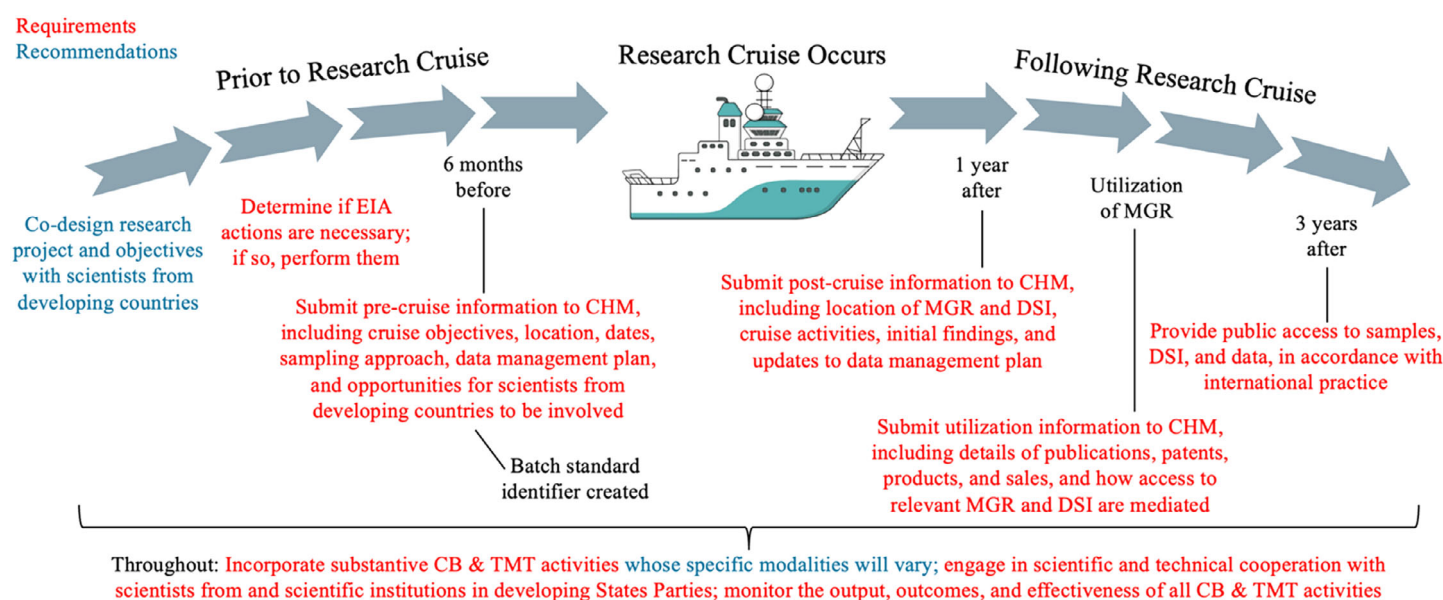 Requirements
Recommendations
Prior to Research Cruise
Research Cruise Occurs
Following Research Cruise
Co-design research
project and objectives
with scientists from
developing countries
Determine if EIA
actions are necessary;
if so, perform them
6 months
before
Submit pre-cruise information to CHM,
including cruise objectives, location, dates,
sampling approach, data management plan,
and opportunities for scientists from
developing countries to be involved
Batch standard
identifier created
1 year
after
Submit post-cruise information to CHM,
including location of MGR and DSI,
cruise activities, initial findings, and
updates to data management plan
Utilization
of MGR
Submit utilization information to CHM,
including details of publications, patents,
products, and sales, and how access to
relevant MGR and DSI are mediated
3 years
after
Provide public access to samples,
DSI, and data, in accordance with
international practice
Throughout: Incorporate substantive CB & TMT activities whose specific modalities will vary; engage in scientific and technical cooperation with
scientists from and scientific institutions in developing States Parties; monitor the output, outcomes, and effectiveness of all CB & TMT activities